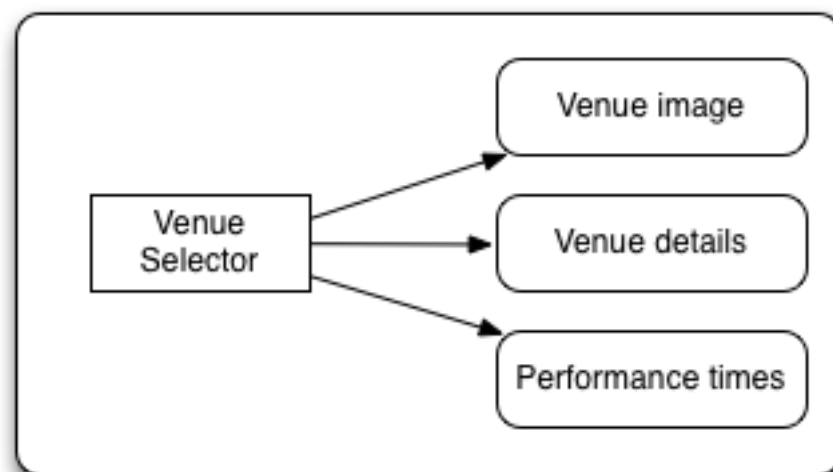 Venue image
Venue
Selector
Venue details
Performance times